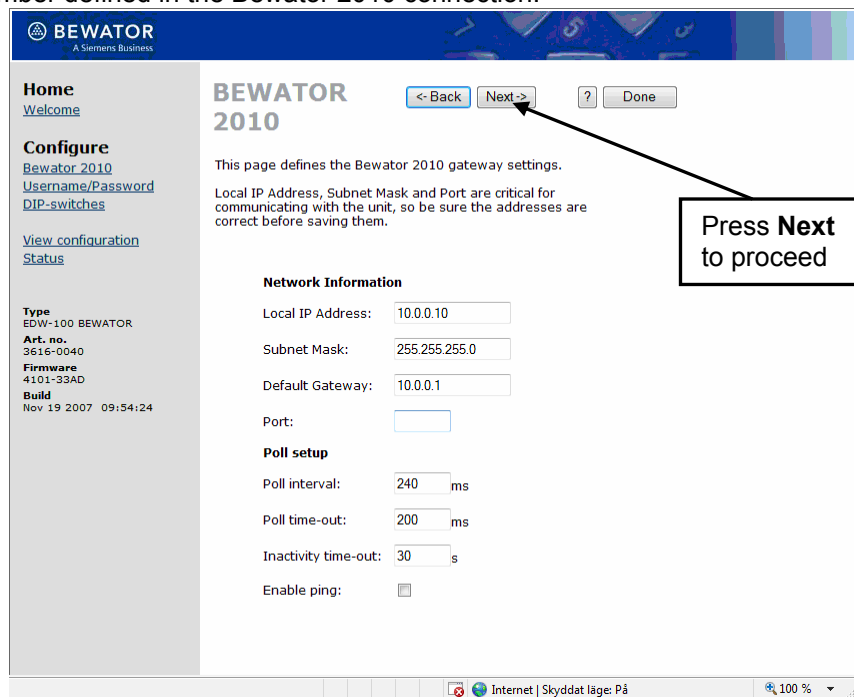 defined in the Bewator 2010 connection.
BEWATOR
A Siemens Business
Home
Welcome
Configure
Bewator 2010
Username/Password
DIP-switches
View configuration
Status
Type
EDW-100 BEWATOR
Art. no.
3616-0040
Firmware
4101-33AD
Build
Nov 19 2007 09:54:24
BEWATOR
2010
<- Back Next-> ? Done
This page defines the Bewator 2010 gateway settings.
Local IP Address, Subnet Mask and Port are critical for
communicating with the unit, so be sure the addresses are
correct before saving them.
Press Next
to proceed
Network Information
Local IP Address: 10.0.0.10
Subnet Mask: 255.255.255.0
Default Gateway: 10.0.0.1
Port:
Poll setup
Poll interval: 240 ms
Poll time-out: 200 ms
Inactivity time-out: 30 s
Enable ping:
Internet | Skyddat läge: På 100 %